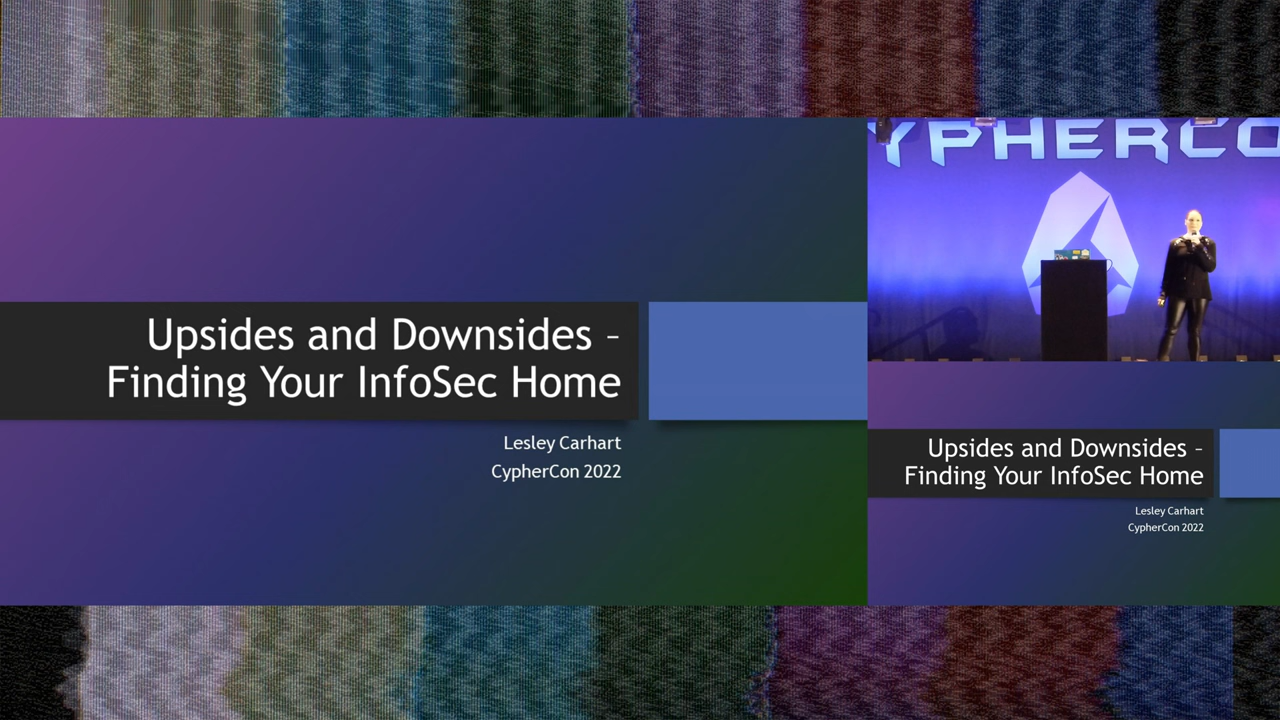 Upsides and Downsides –
Finding Your InfoSec Home
Lesley Carhart
CypherCon 2022
YPHERCO
Upsides and Downsides –
Finding Your InfoSec Home
Lesley Carhart
CypherCon 2022